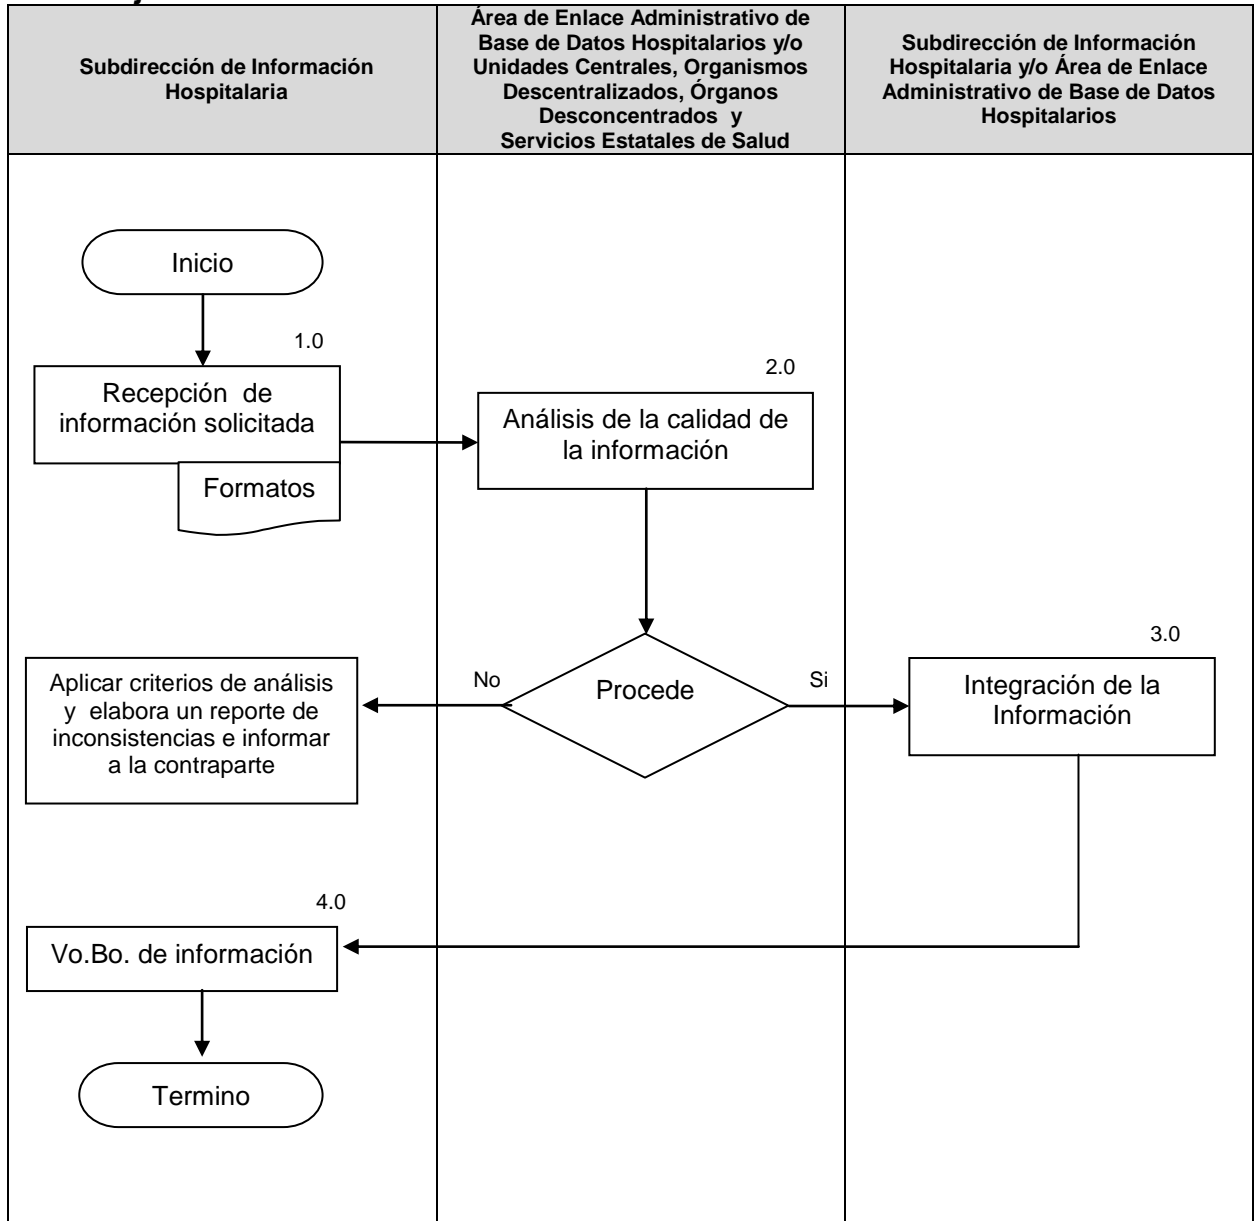 Subdirección de Información
Hospitalaria
Área de Enlace Administrativo de
Base de Datos Hospitalarios y/o
Unidades Centrales, Organismos
Descentralizados, Órganos
Desconcentrados y
Servicios Estatales de Salud
Subdirección de Información
Hospitalaria y/o Área de Enlace
Administrativo de Base de Datos
Hospitalarios
Inicio
1.0
Recepción de
información solicitada
Formatos
2.0
Análisis de la calidad de
la información
Procede
No
Si
Aplicar criterios de análisis
y elabora un reporte de
inconsistencias e informar
a la contraparte
3.0
Integración de la
Información
4.0
Vo.Bo. de información
Termino